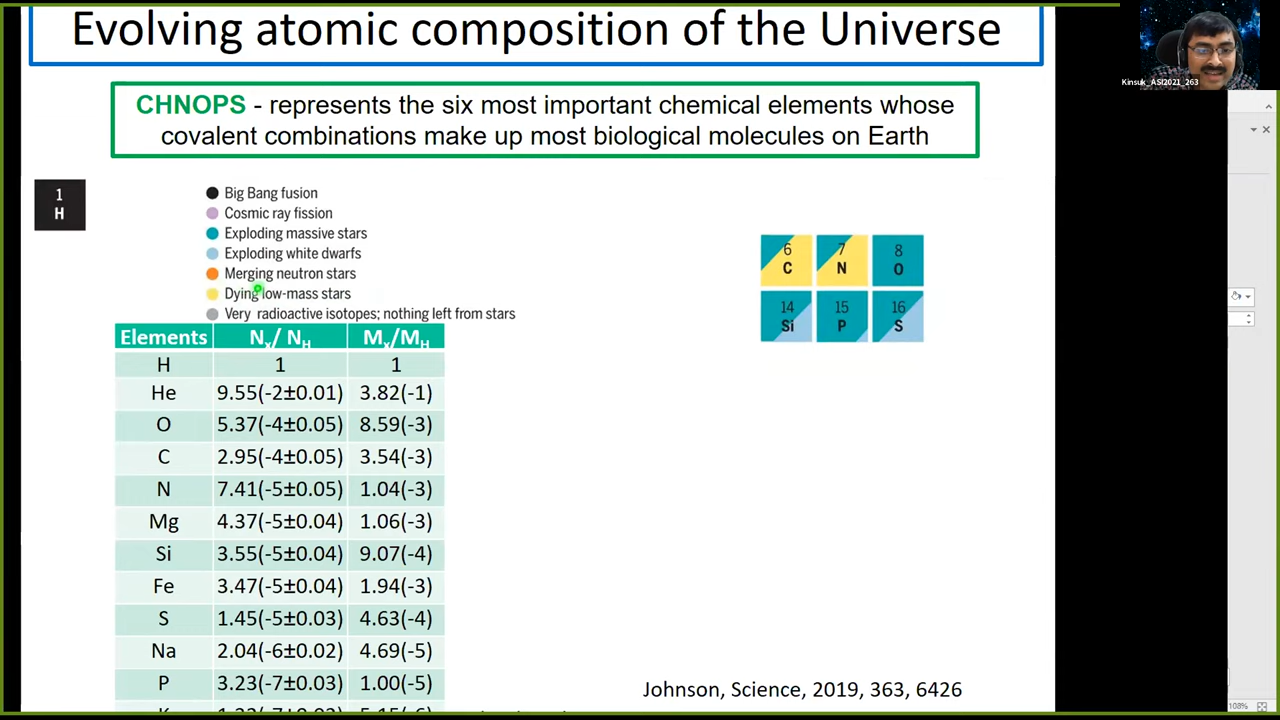 Evolving atomic composition of the Universe
Kinsuk_ASI2021_263
CHNOPS - represents the six most important chemical elements whose
covalent combinations make up most biological molecules on Earth
1
H
Big Bang fusion
Cosmic ray fission
Exploding massive stars
Exploding white dwarfs
Merging neutron stars
Dying low-mass stars
Very radioactive isotopes; nothing left from stars
6 7 8
C N O
14 15 16
Si P S
Elements Nx/ NH Mx/MH
H 1 1
He 9.55(-2±0.01) 3.82(-1)
O 5.37(-4±0.05) 8.59(-3)
C 2.95(-4±0.05) 3.54(-3)
N 7.41(-5±0.05) 1.04(-3)
Mg 4.37(-5±0.04) 1.06(-3)
Si 3.55(-5±0.04) 9.07(-4)
Fe 3.47(-5±0.04) 1.94(-3)
S 1.45(-5±0.03) 4.63(-4)
Na 2.04(-6±0.02) 4.69(-5)
P 3.23(-7±0.03) 1.00(-5)
Johnson, Science, 2019, 363, 6426
108%